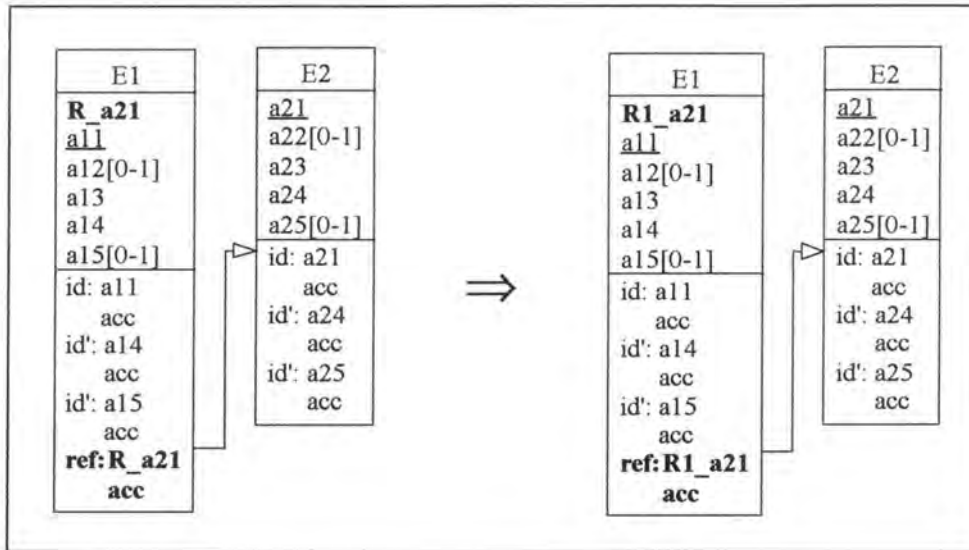 E1
R_a21
a11
a12[0-1]
a13
a14
a15[0-1]
id: a11
acc
id': a14
acc
id': a15
acc
ref: R_a21
acc
E2
a21
a22[0-1]
a23
a24
a25[0-1]
id: a21
acc
id': a24
acc
id': a25
acc
⇒
E1
R1_a21
a11
a12[0-1]
a13
a14
a15[0-1]
id: a11
acc
id': a14
acc
id': a15
acc
ref: R1_a21
acc
E2
a21
a22[0-1]
a23
a24
a25[0-1]
id: a21
acc
id': a24
acc
id': a25
acc